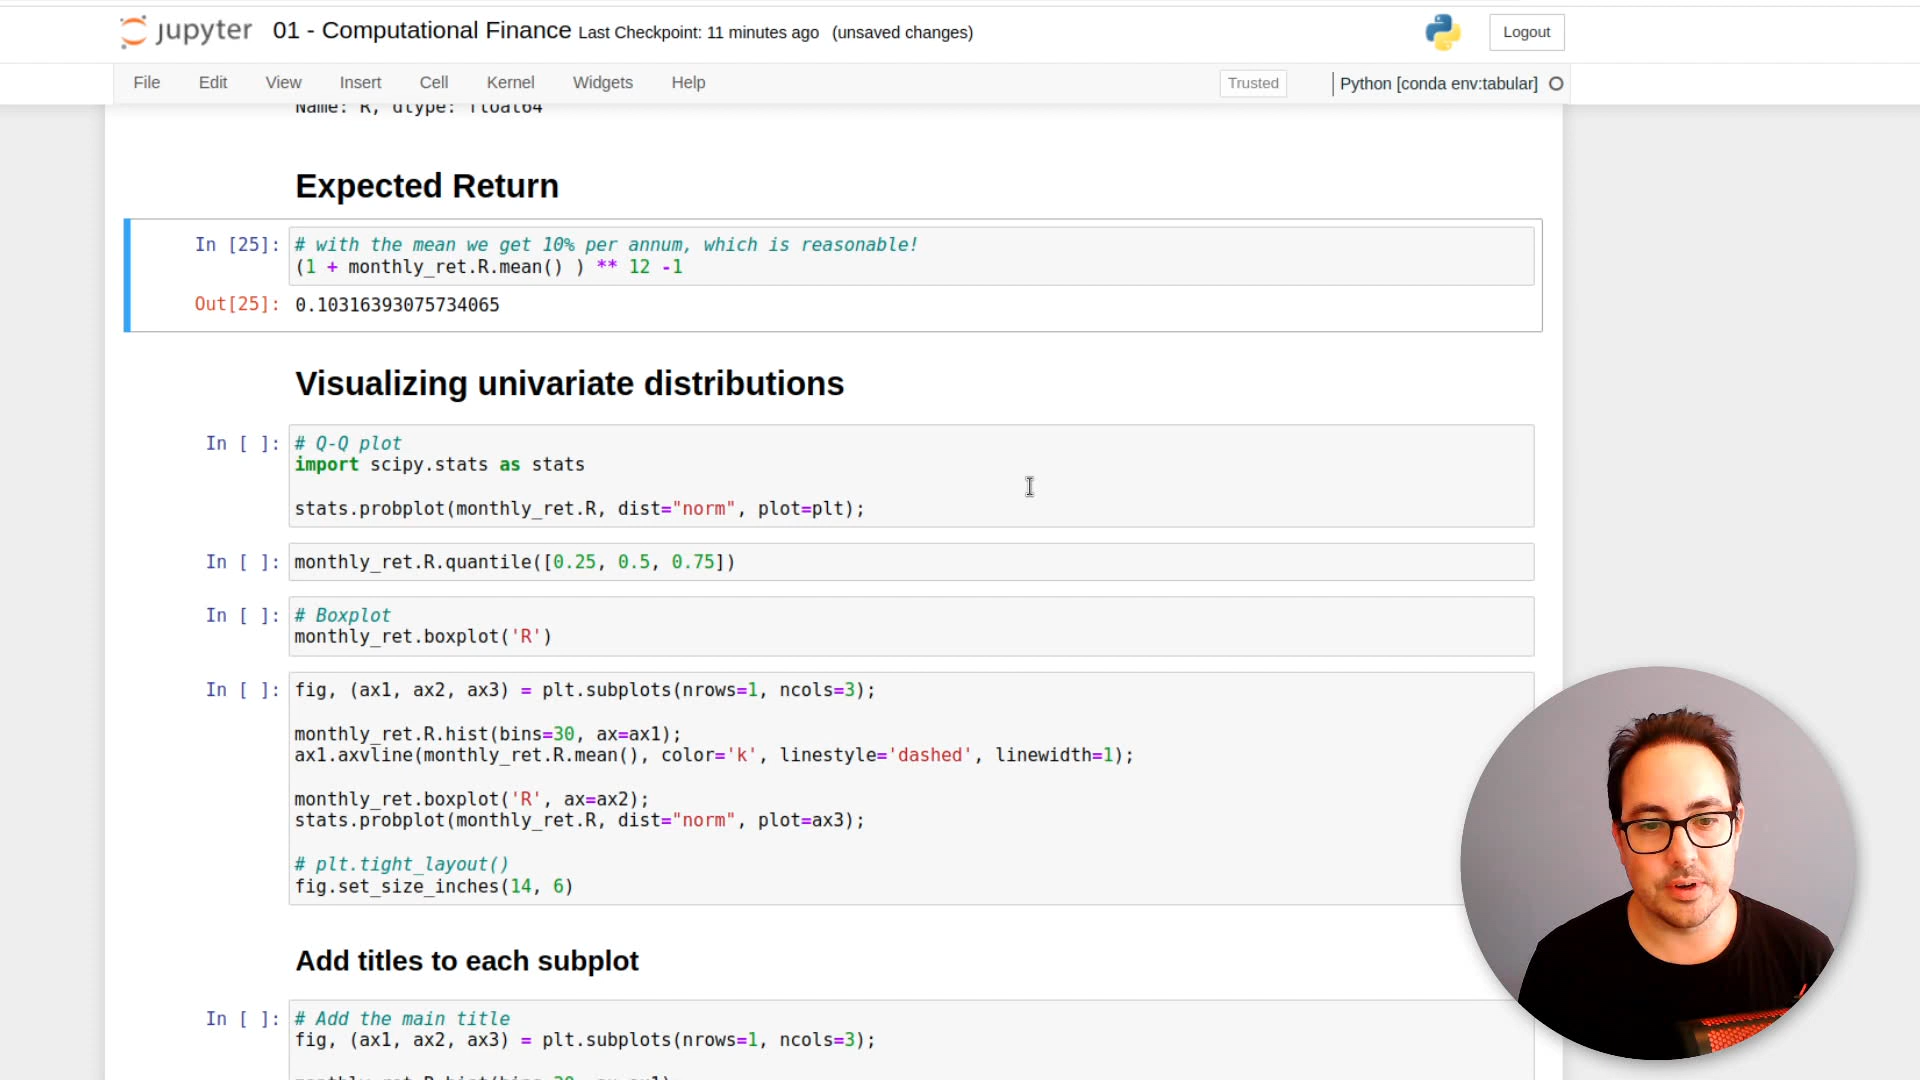 jupyter 01 - Computational Finance Last Checkpoint: 11 minutes ago (unsaved changes)
Logout
File Edit View Insert Cell Kernel Widgets Help
Trusted
Python [conda env:tabular]
Name: R, dtype: float64
Expected Return
In [25]:
# with the mean we get 10% per annum, which is reasonable!
(1 + monthly_ret.R.mean() ) ** 12 -1
Out[25]: 0.10316393075734065
Visualizing univariate distributions
In [ ]:
# Q-Q plot
import scipy.stats as stats
stats.probplot(monthly_ret.R, dist="norm", plot=plt);
In [ ]: monthly_ret.R.quantile([0.25, 0.5, 0.75])
In [ ]:
# Boxplot
monthly_ret.boxplot('R')
In [ ]:
fig, (ax1, ax2, ax3) = plt.subplots(nrows=1, ncols=3);
monthly_ret.R.hist(bins=30, ax=ax1);
ax1.axvline(monthly_ret.R.mean(), color='k', linestyle='dashed', linewidth=1);
monthly_ret.boxplot('R', ax=ax2);
stats.probplot(monthly_ret.R, dist="norm", plot=ax3);
# plt.tight_layout()
fig.set_size_inches(14, 6)
Add titles to each subplot
In [ ]:
# Add the main title
fig, (ax1, ax2, ax3) = plt.subplots(nrows=1, ncols=3);